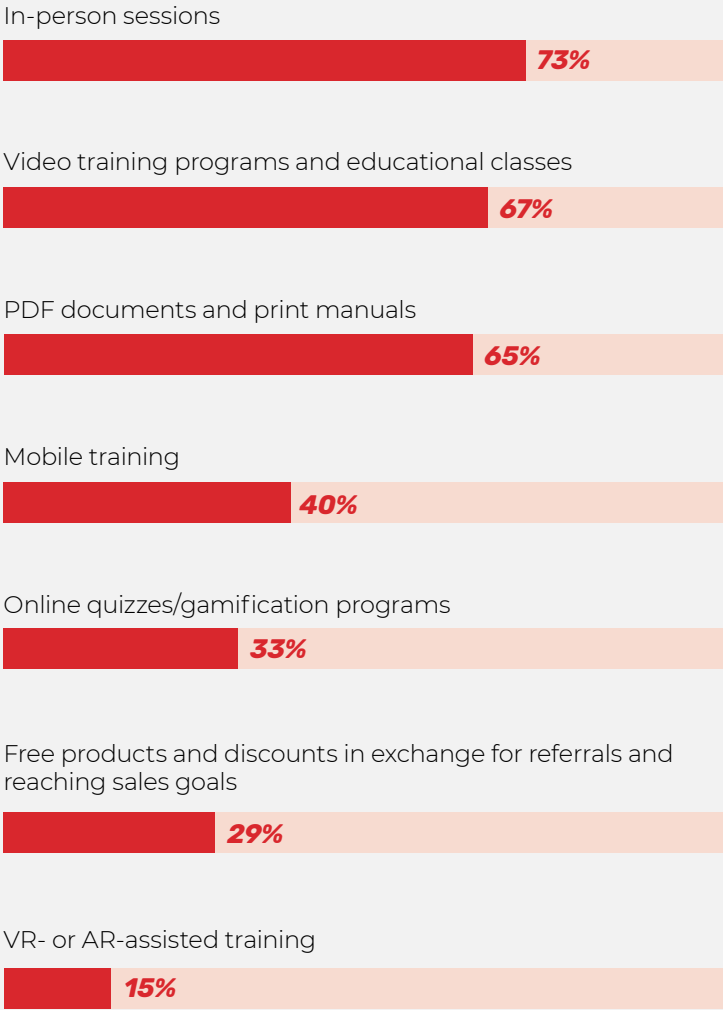 In-person sessions
73%
Video training programs and educational classes
67%
PDF documents and print manuals
65%
Mobile training
40%
Online quizzes/gamification programs
33%
Free products and discounts in exchange for referrals and
reaching sales goals
29%
VR- or AR-assisted training
15%